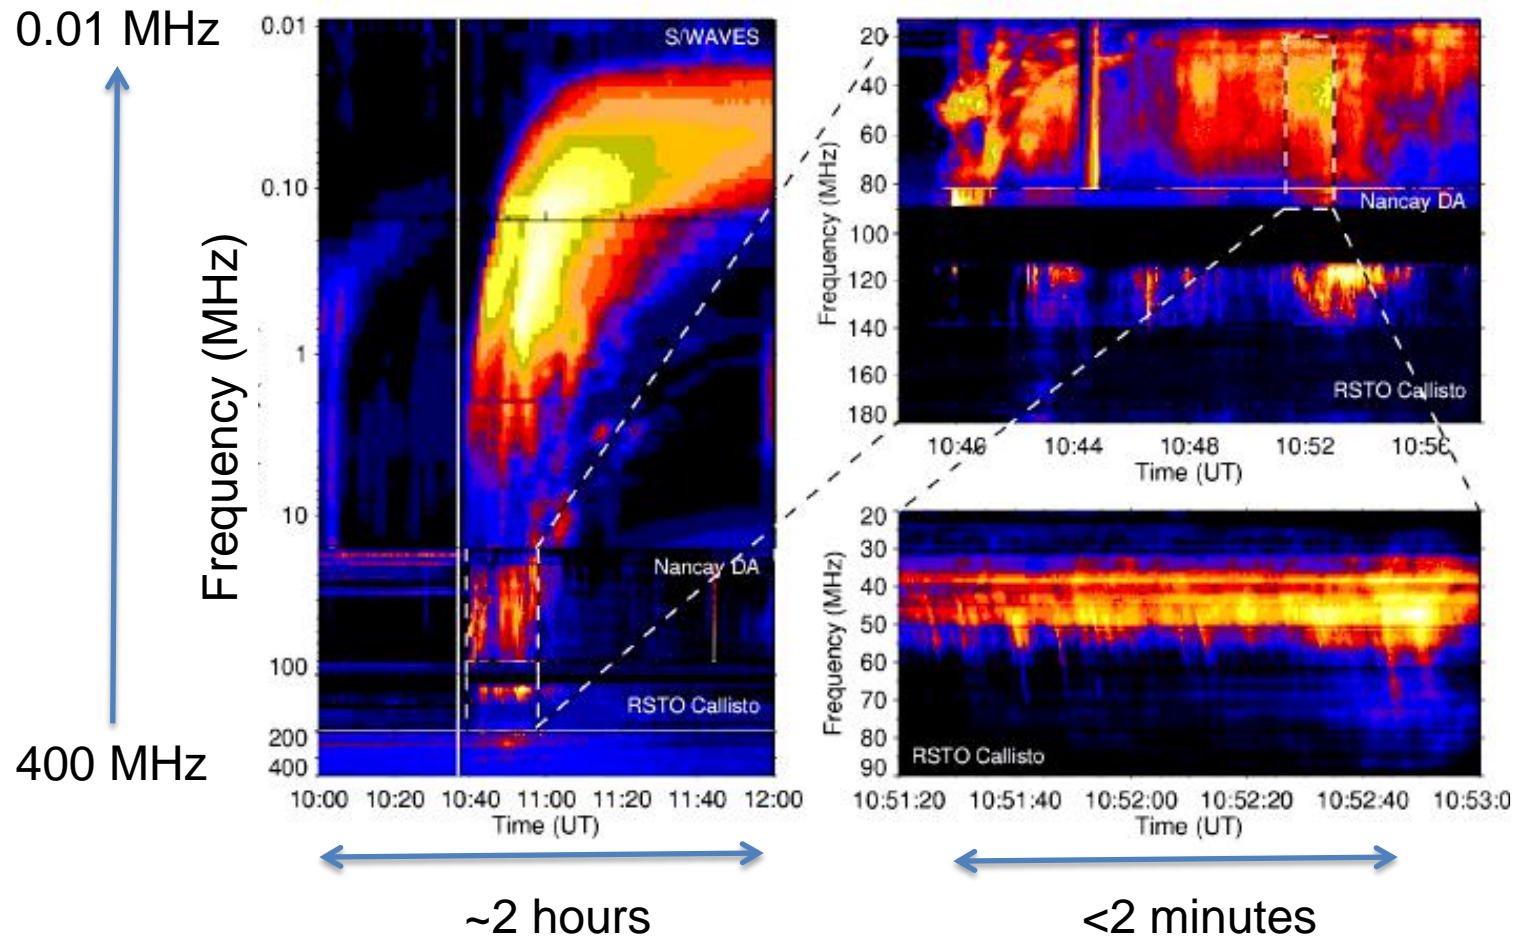 0.01 MHz
400 MHz
Frequency (MHz)
0.01
0.10
1
10
100
200
400
S/WAVES
Nancay DA
RSTO Callisto
10:00 10:20 10:40 11:00 11:20 11:40 12:00
Time (UT)
~2 hours
Frequency (MHz)
20
40
60
80
100
120
140
160
180
Nancay DA
RSTO Callisto
10:46 10:44 10:48 10:52
Time (UT)
Frequency (MHz)
20
30
40
50
60
70
80
90
RSTO Callisto
10:51:20 10:51:40 10:52:00 10:52:20 10:52:40 10:53:0
Time (UT)
<2 minutes